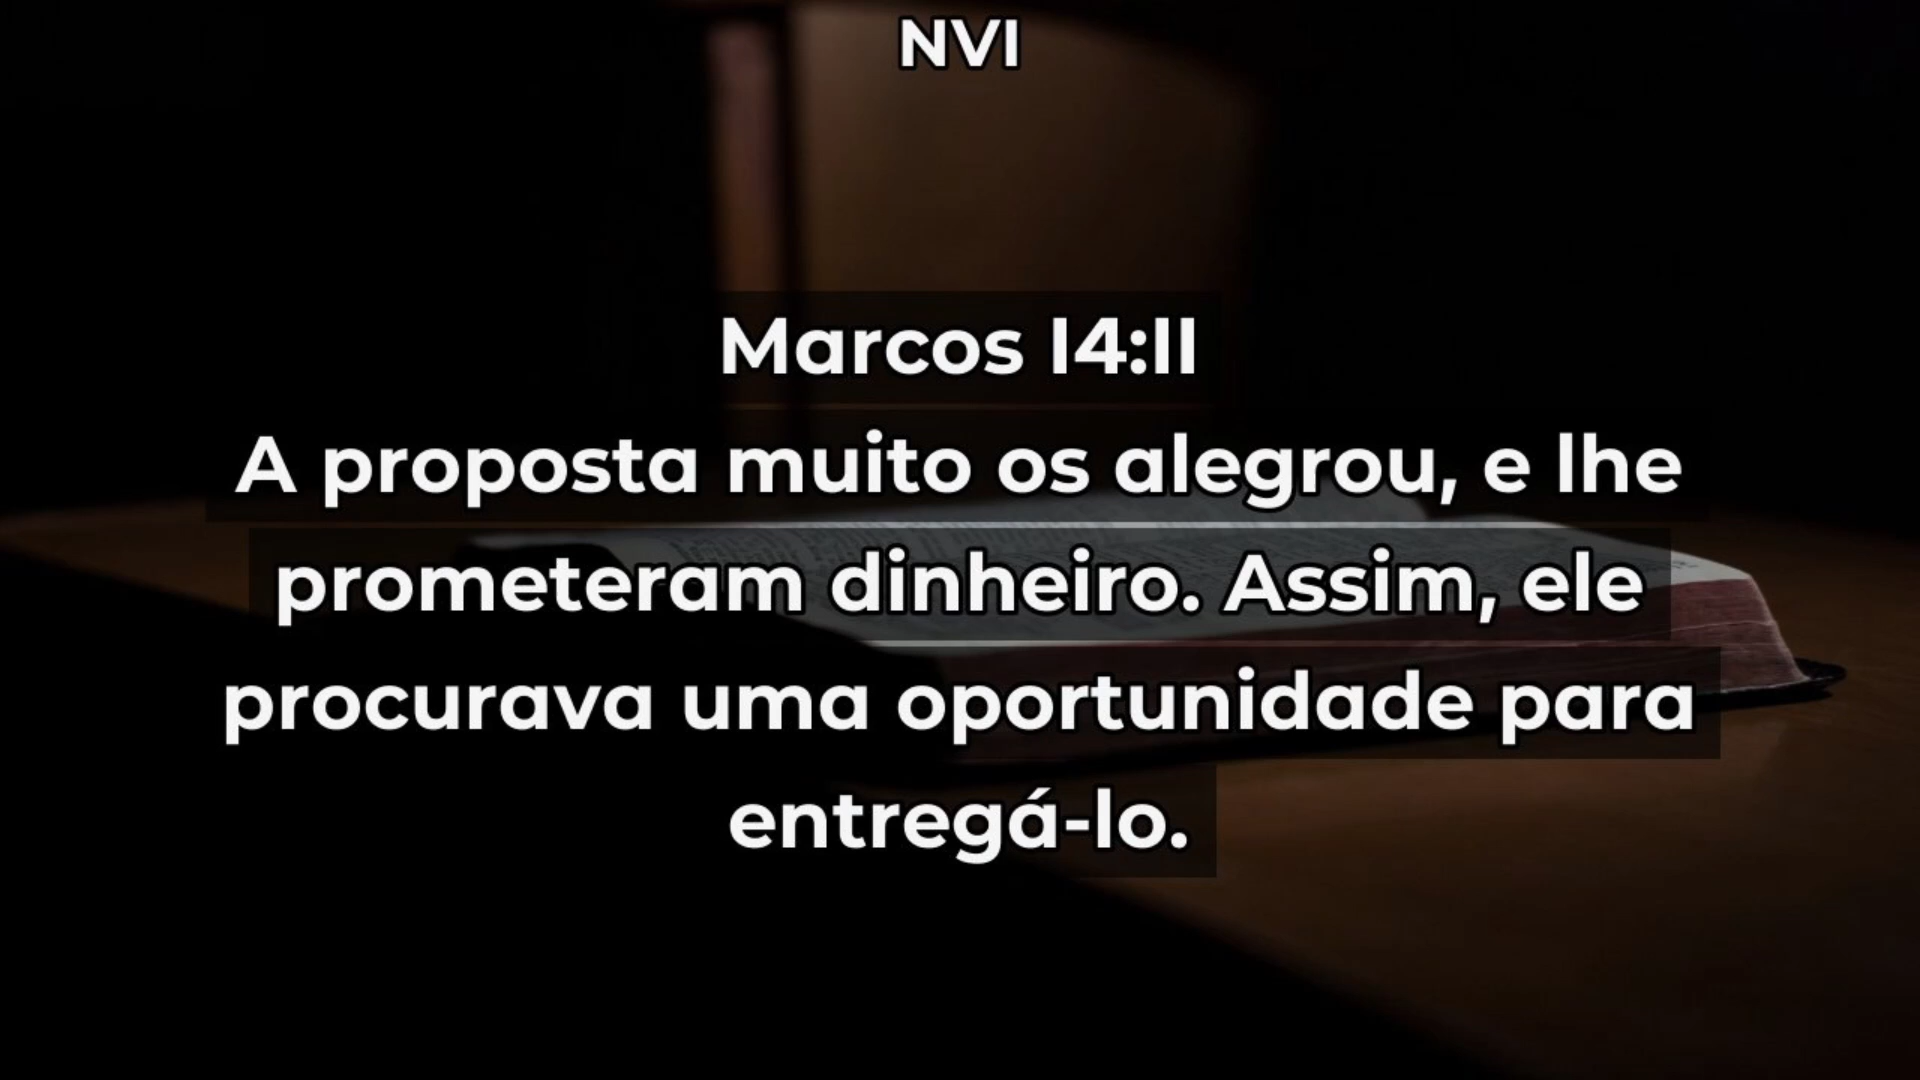 NVI
Marcos 14:11
A proposta muito os alegrou, e lhe
prometeram dinheiro. Assim, ele
procurava uma oportunidade para
entregá-lo.